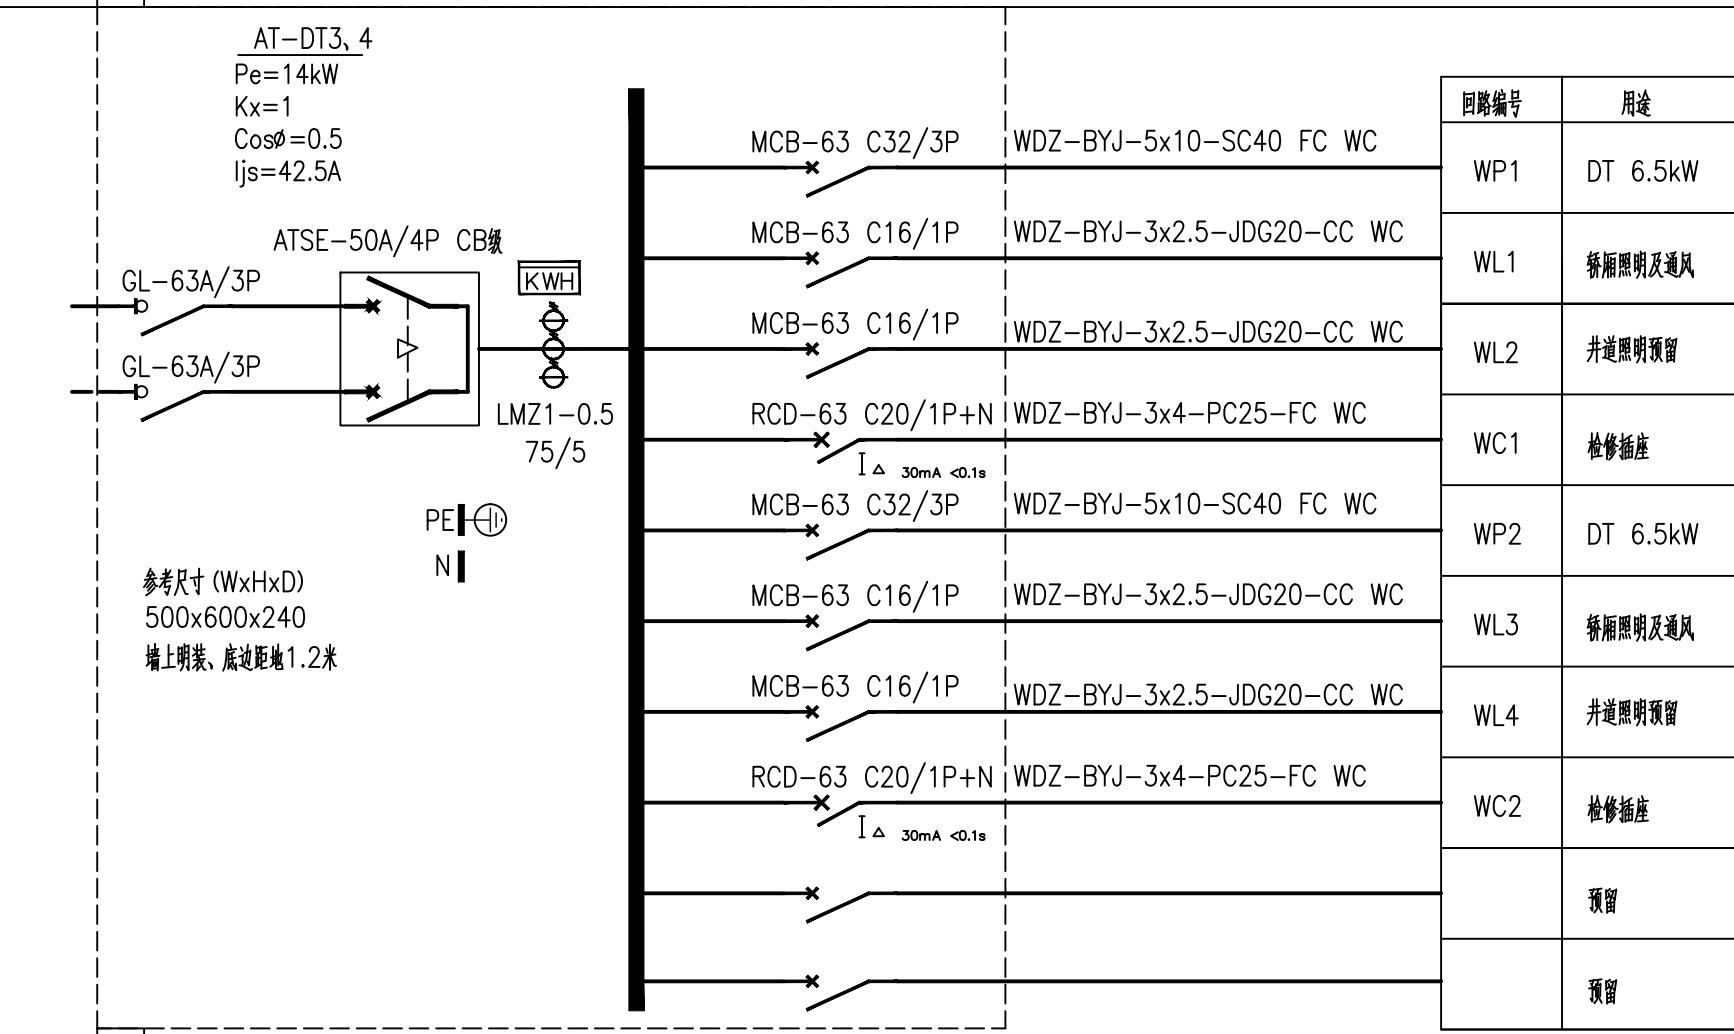 AT-DT3、4
Pe=14kW
Kx=1
Cosø=0.5
Ijs=42.5A
ATSE-50A/4P CB级
GL-63A/3P
GL-63A/3P
KWH
LMZ1-0.5
75/5
PE
N
参考尺寸(WxHxD)
500x600x240
墙上明装、底边距地1.2米
回路编号 用途
MCB-63 C32/3P WDZ-BYJ-5x10-SC40 FC WC
WP1 DT 6.5kW
MCB-63 C16/1P WDZ-BYJ-3x2.5-JDG20-CC WC
WL1 轿厢照明及通风
MCB-63 C16/1P WDZ-BYJ-3x2.5-JDG20-CC WC
WL2 井道照明预留
RCD-63 C20/1P+N WDZ-BYJ-3x4-PC25-FC WC
WC1 检修插座
I△ 30mA <0.1s
MCB-63 C32/3P WDZ-BYJ-5x10-SC40 FC WC
WP2 DT 6.5kW
MCB-63 C16/1P WDZ-BYJ-3x2.5-JDG20-CC WC
WL3 轿厢照明及通风
MCB-63 C16/1P WDZ-BYJ-3x2.5-JDG20-CC WC
WL4 井道照明预留
RCD-63 C20/1P+N WDZ-BYJ-3x4-PC25-FC WC
WC2 检修插座
I△ 30mA <0.1s
预留
预留